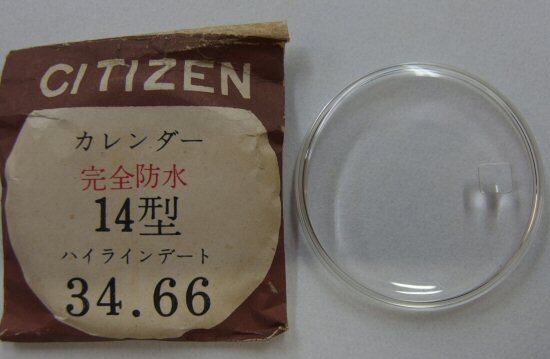 CITIZEN
カレンダー
完全防水
14型
ハイラインデート
34.66